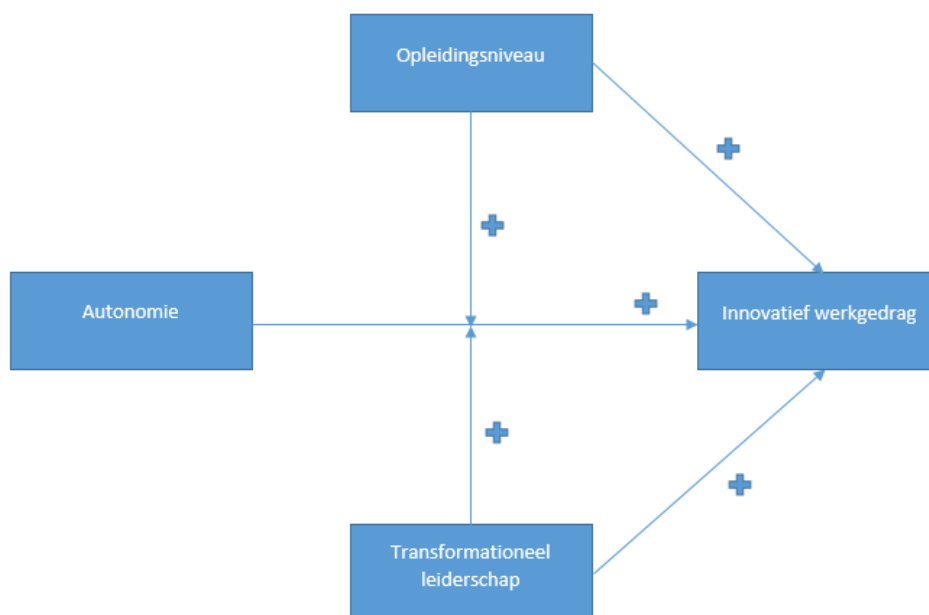 Opleidingsniveau
Autonomie
Innovatief werkgedrag
Transformationeel
leiderschap